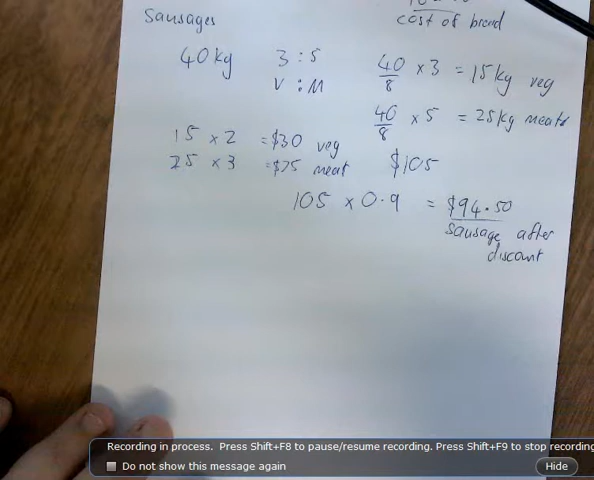 Sausages
cost of bread
40kg 3 : 5 40/8 × 3 = 15kg veg
V : M
40/8 × 5 = 25kg meats
15 × 2 = $30 veg
25 × 3 = $75 meat $105
105 × 0.9 = $94.50
sausage after
discount
Recording in process. Press Shift+F8 to pause/resume recording. Press Shift+F9 to stop recording
Do not show this message again
Hide